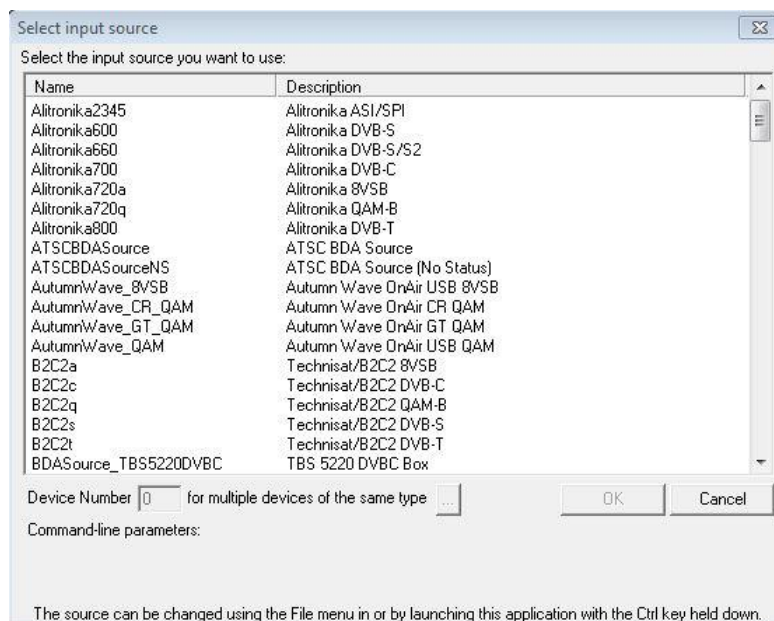 Select input source
Select the input source you want to use:
Name Description
Alitronika2345 Alitronika ASI/SPI
Alitronika600 Alitronika DVB-S
Alitronika660 Alitronika DVB-S/S2
Alitronika700 Alitronika DVB-C
Alitronika720a Alitronika 8VSB
Alitronika720q Alitronika QAM-B
Alitronika800 Alitronika DVB-T
ATSCBDASource ATSC BDA Source
ATSCBDASourceNS ATSC BDA Source (No Status)
AutumnWave_8VSB Autumn Wave OnAir USB 8VSB
AutumnWave_CR_QAM Autumn Wave OnAir CR QAM
AutumnWave_GT_QAM Autumn Wave OnAir GT QAM
AutumnWave_QAM Autumn Wave OnAir USB QAM
B2C2a Technisat/B2C2 8VSB
B2C2c Technisat/B2C2 DVB-C
B2C2q Technisat/B2C2 QAM-B
B2C2s Technisat/B2C2 DVB-S
B2C2t Technisat/B2C2 DVB-T
BDASource_TBS5220DVBC TBS 5220 DVBC Box
Device Number 0 for multiple devices of the same type ... OK Cancel
Command-line parameters:
The source can be changed using the File menu in or by launching this application with the Ctrl key held down.